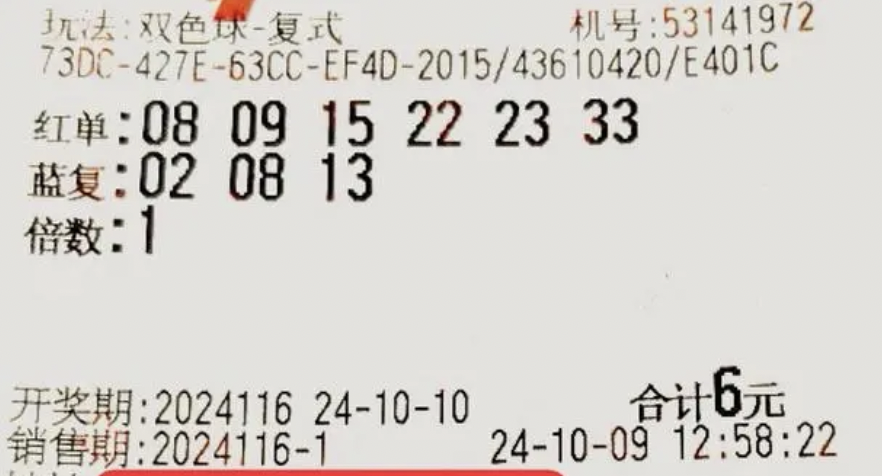 玩法:双色球-复式 机号:53141972
73DC-427E-63CC-EF4D-2015/43610420/E401C
红单:08 09 15 22 23 33
蓝复:02 08 13
倍数:1
开奖期:2024116 24-10-10 合计6元
销售期:2024116-1 24-10-09 12:58:22